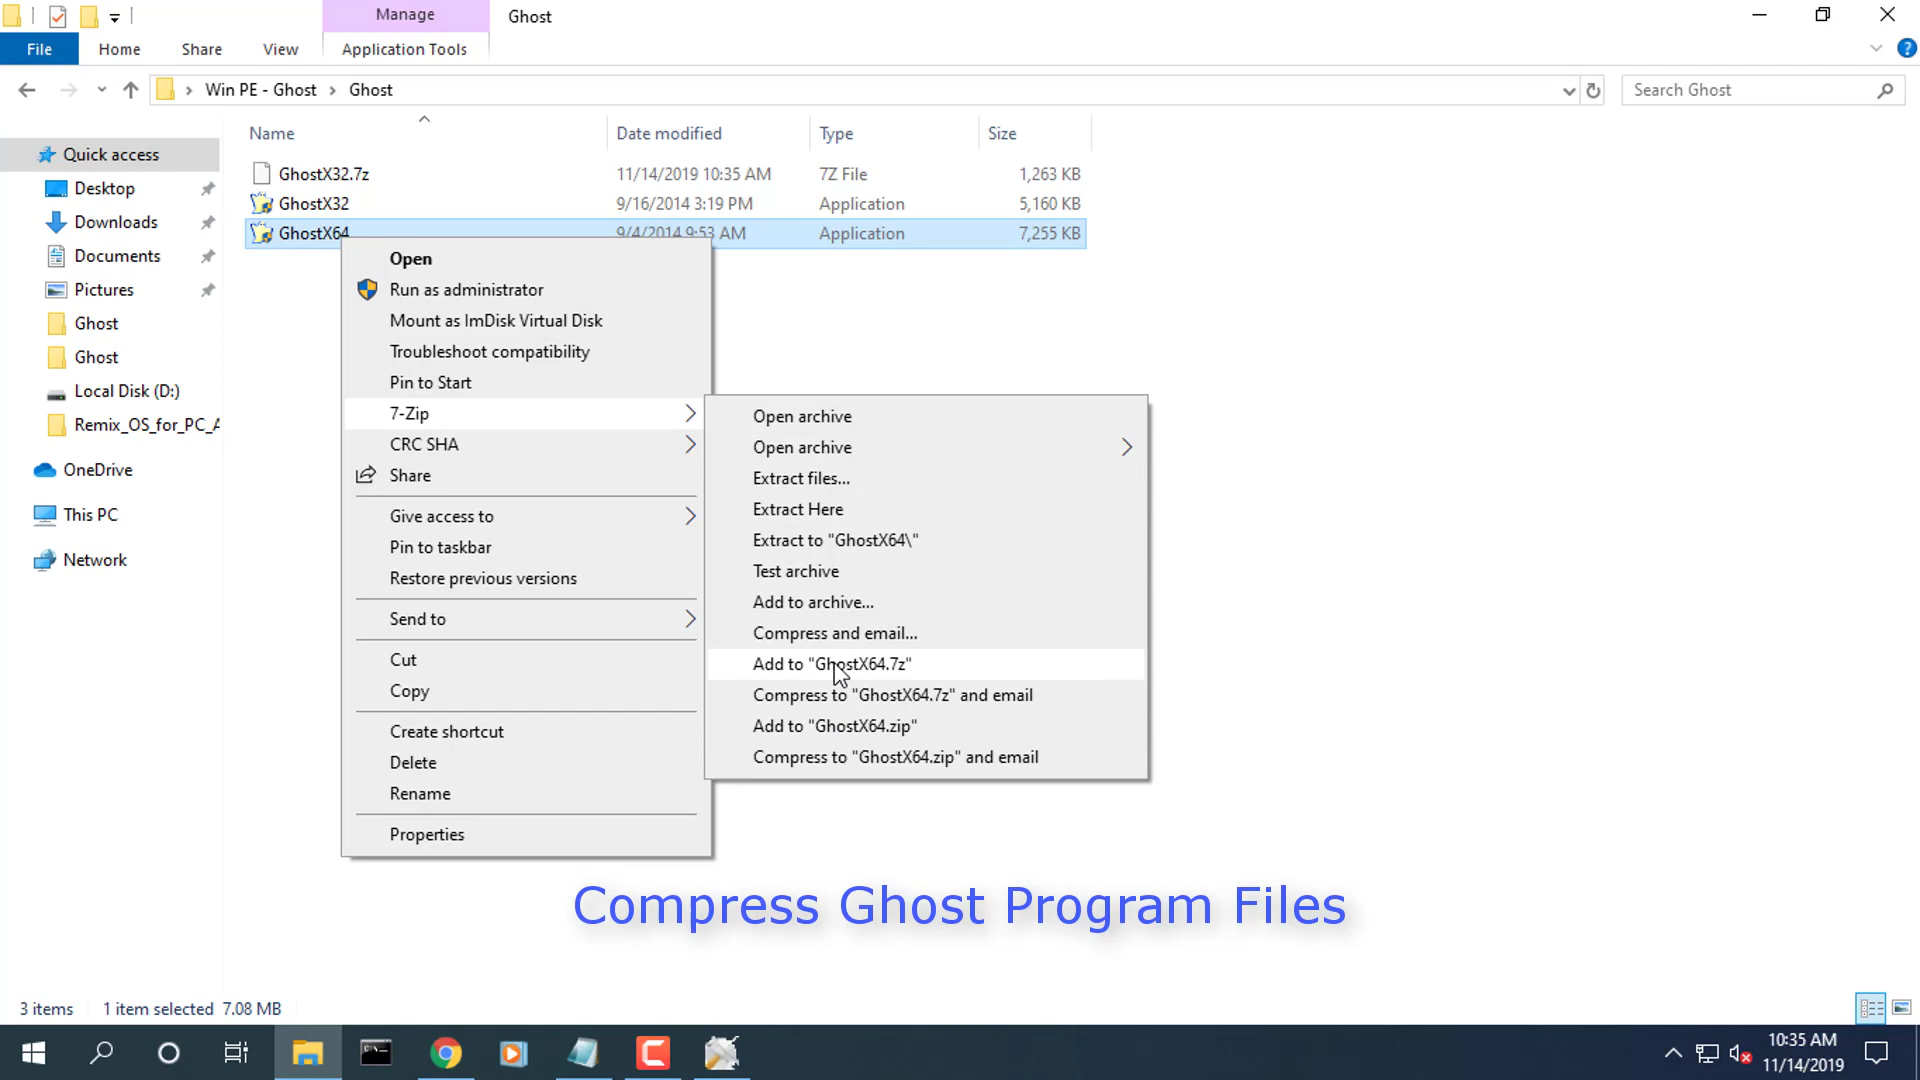 Manage
Ghost
File
Home
Share
View
Application Tools
Win PE - Ghost
Ghost
Search Ghost
Name
Date modified
Type
Size
Quick access
Desktop
Downloads
Documents
Pictures
Ghost
Ghost
Local Disk (D:)
Remix_OS_for_PC_A
OneDrive
This PC
Network
GhostX32.7z 11/14/2019 10:35 AM 7Z File 1,263 KB
GhostX32 9/16/2014 3:19 PM Application 5,160 KB
GhostX64 9/4/2014 9:53 AM Application 7,255 KB
Open
Run as administrator
Mount as ImDisk Virtual Disk
Troubleshoot compatibility
Pin to Start
7-Zip
CRC SHA
Share
Give access to
Pin to taskbar
Restore previous versions
Send to
Cut
Copy
Create shortcut
Delete
Rename
Properties
Open archive
Open archive
Extract files...
Extract Here
Extract to "GhostX64\"
Test archive
Add to archive...
Compress and email...
Add to "GhostX64.7z"
Compress to "GhostX64.7z" and email
Add to "GhostX64.zip"
Compress to "GhostX64.zip" and email
Compress Ghost Program Files
3 items 1 item selected 7.08 MB
10:35 AM
11/14/2019